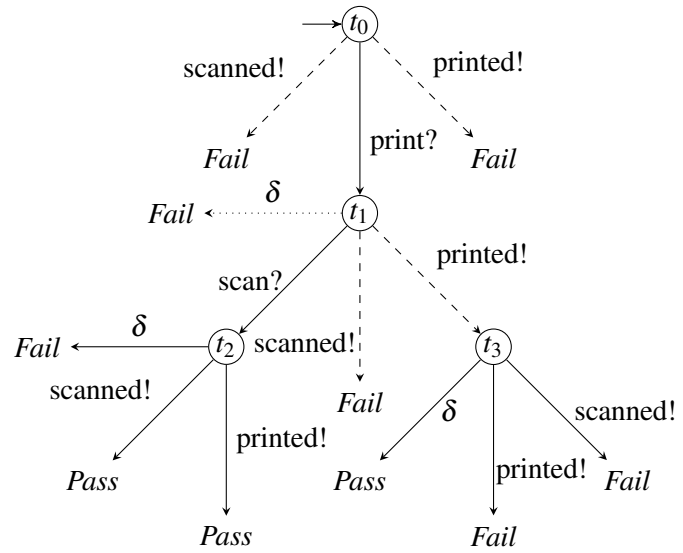 t0
scanned! printed!
Fail print? Fail
Fail δ t1
printed!
scan?
Fail δ t2 scanned! t3
scanned! Fail δ scanned!
printed! printed!
Pass Pass Fail
Pass Fail